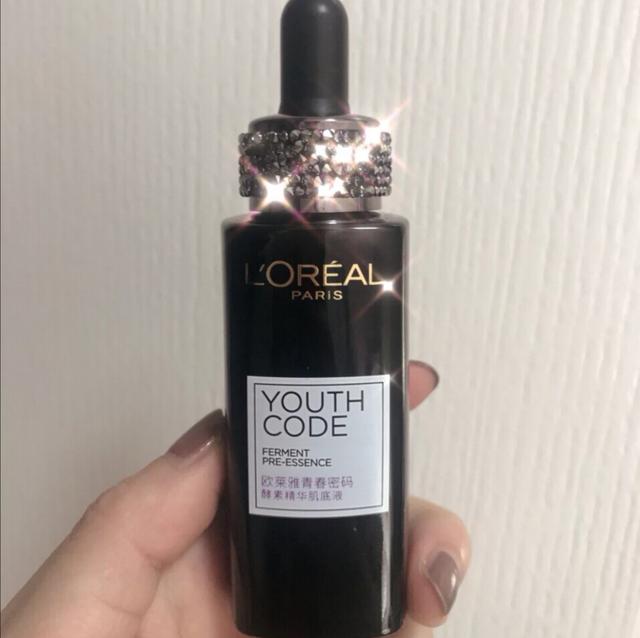 L'ORÉAL
PARIS
YOUTH
CODE
FERMENT
PRE-ESSENCE
欧莱雅青春密码
酵素精华肌底液